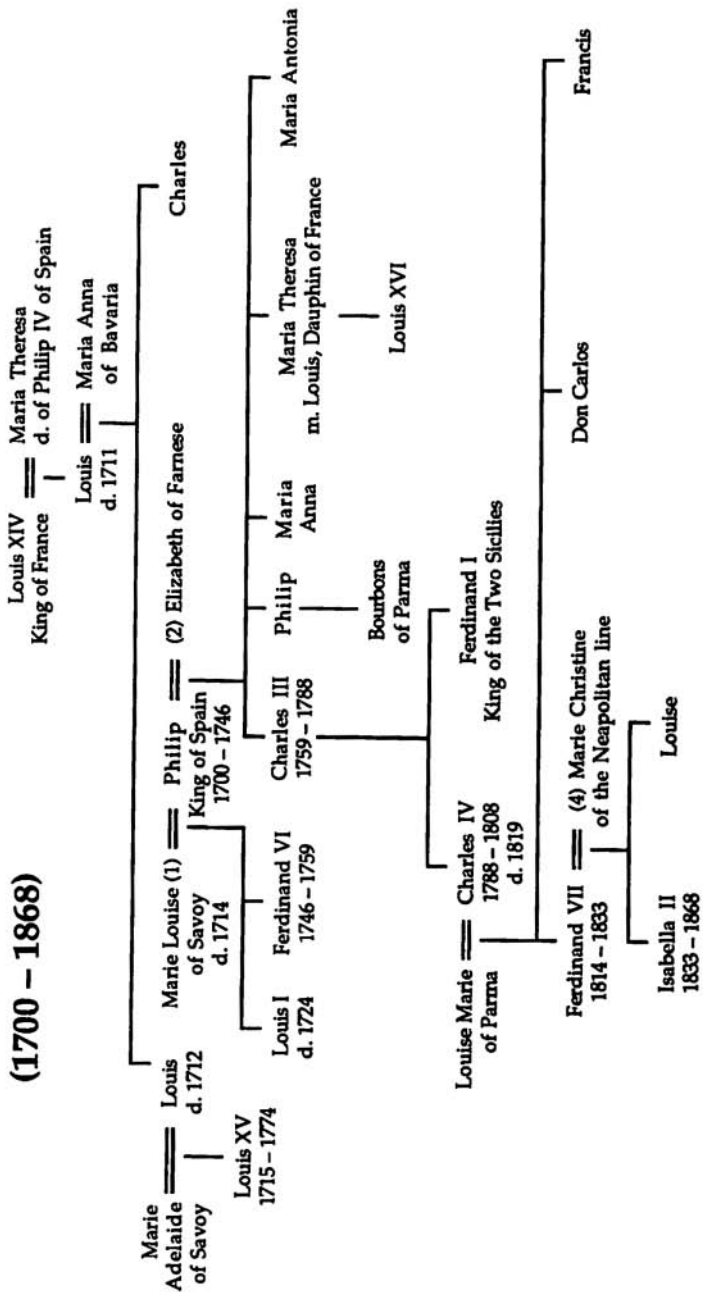 (1700 – 1868)
Louis XIV
King of France
Maria Theresa
d. of Philip IV of Spain
Louis
d. 1711
Maria Anna
of Bavaria
Marie
Adelaide
of Savoy
Louis
d. 1712
Marie Louise (1)
of Savoy
d. 1714
Philip
King of Spain
1700 – 1746
(2) Elizabeth of Farnese
Charles
Louis XV
1715 – 1774
Louis I
d. 1724
Ferdinand VI
1746 – 1759
Charles III
1759 – 1788
Philip
Maria
Anna
Maria Theresa
m. Louis, Dauphin of France
Maria Antonia
Bourbons
of Parma
Louis XVI
Louise Marie
of Parma
Charles IV
1788 – 1808
d. 1819
Ferdinand I
King of the Two Sicilies
Ferdinand VII
1814 – 1833
(4) Marie Christine
of the Neapolitan line
Don Carlos
Francis
Isabella II
1833 – 1868
Louise